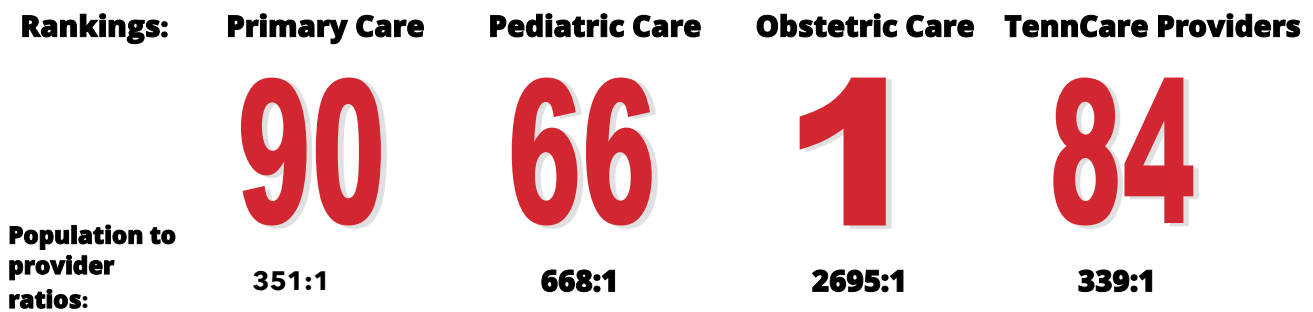 Rankings: Primary Care Pediatric Care Obstetric Care TennCare Providers
90 66 1 84
Population to
provider
ratios:
351:1 668:1 2695:1 339:1